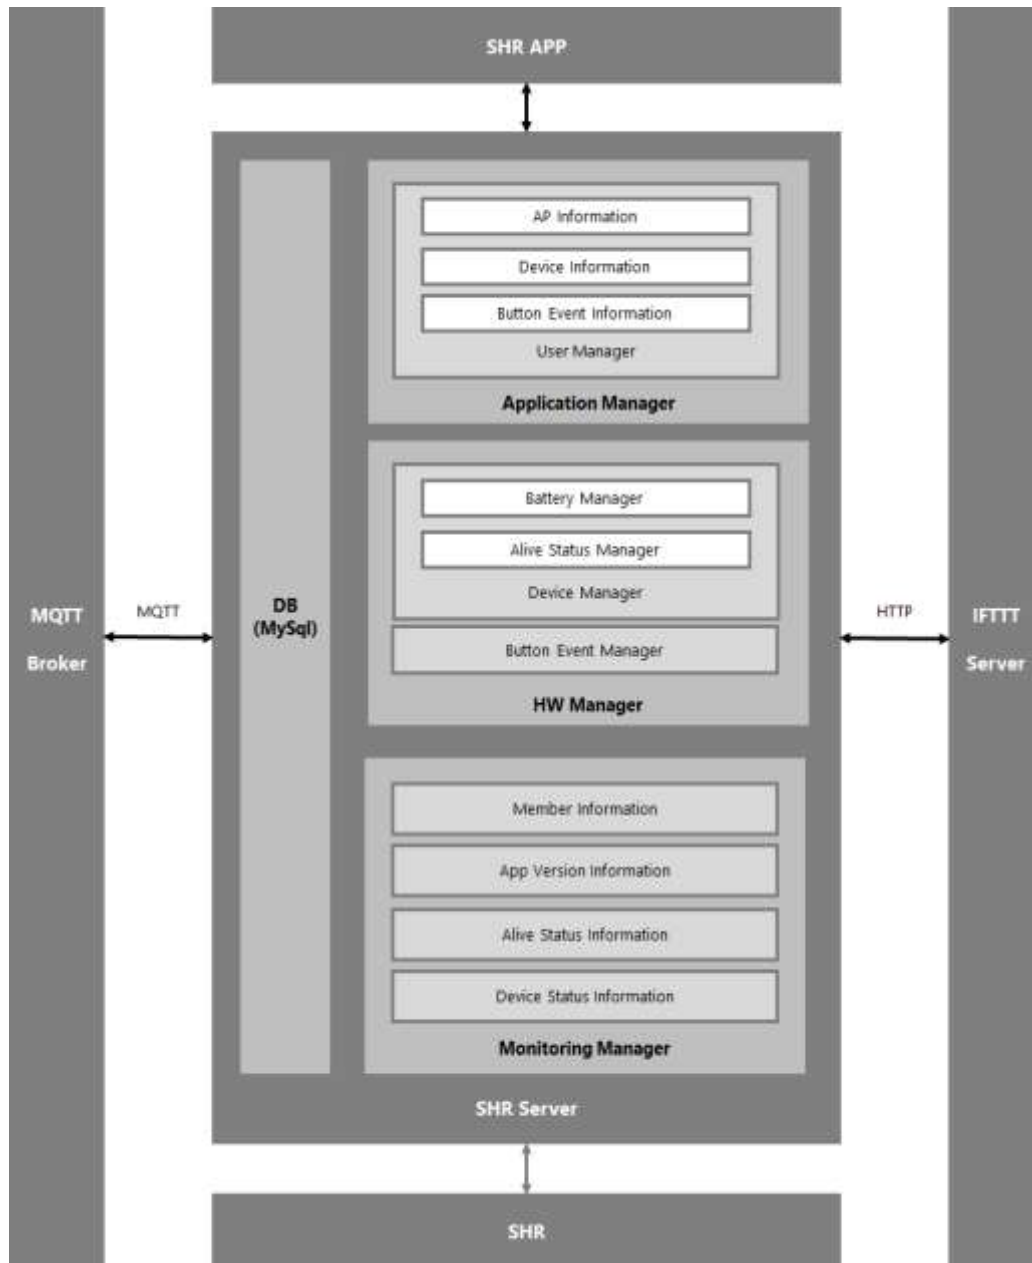 SHR APP
AP Information
Device Information
Button Event Information
User Manager
Application Manager
Battery Manager
Alive Status Manager
Device Manager
Button Event Manager
HW Manager
DB
(MySql)
MQTT
Broker
MQTT
HTTP
IFTTT
Server
Member Information
App Version Information
Alive Status Information
Device Status Information
Monitoring Manager
SHR Server
SHR